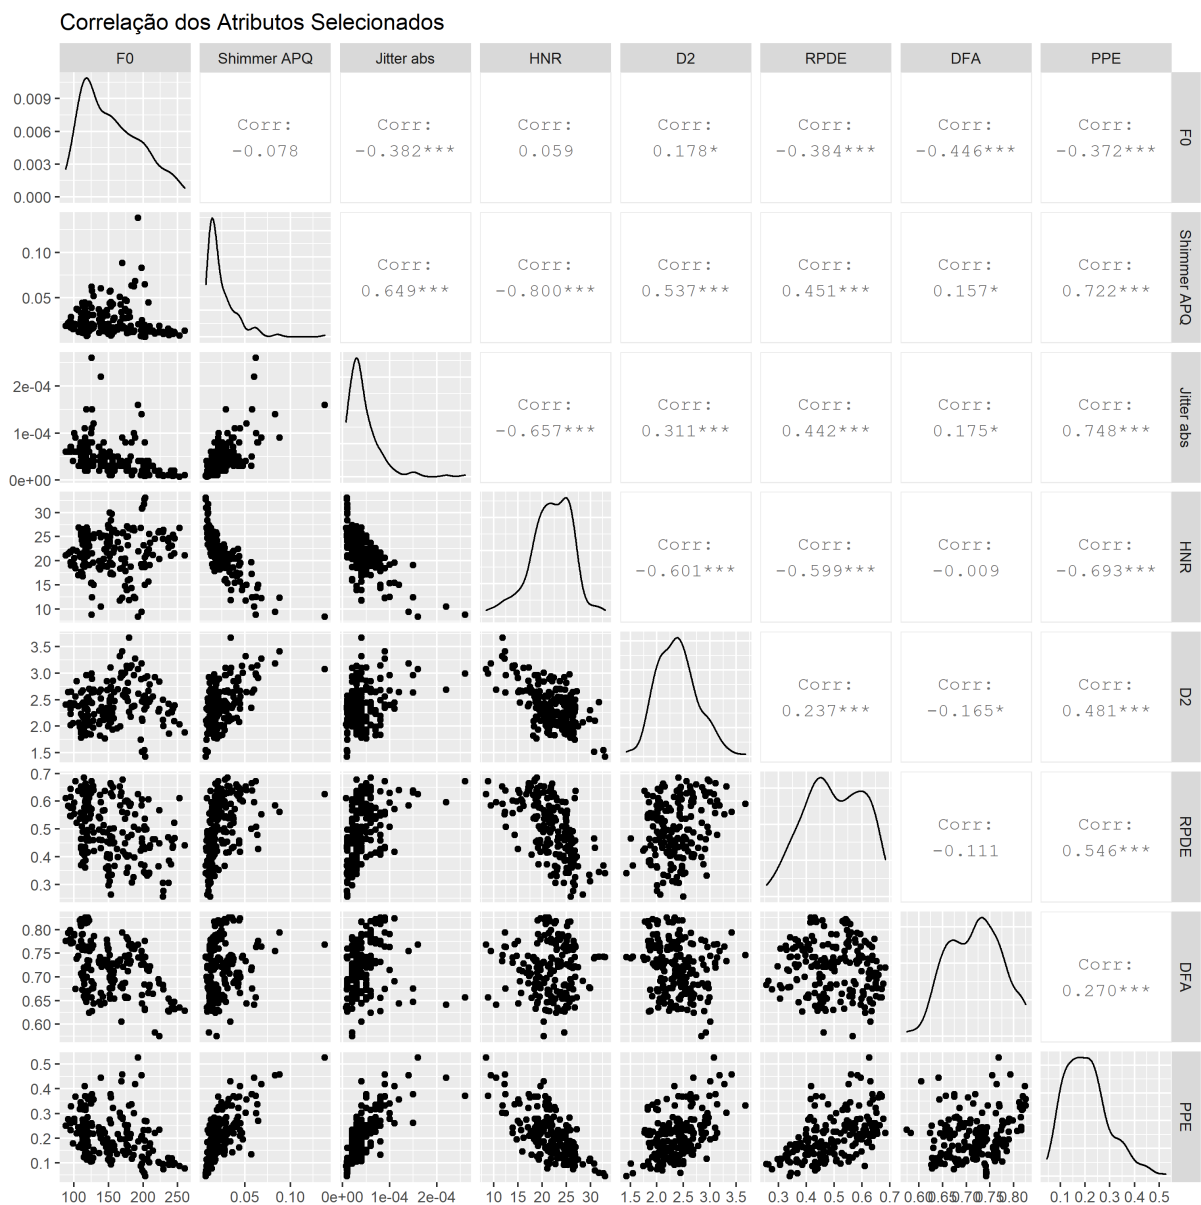 Correlação dos Atributos Selecionados
F0 Shimmer APQ Jitter abs HNR D2 RPDE DFA PPE
0.009
0.006
0.003
0.000
Corr: Corr: Corr: Corr: Corr: Corr: Corr:
-0.078 -0.382*** 0.059 0.178* -0.384*** -0.446*** -0.372***
F0
0.10
0.05
Corr: Corr: Corr: Corr: Corr: Corr:
0.649*** -0.800*** 0.537*** 0.451*** 0.157* 0.722***
Shimmer APQ
2e-04
1e-04
0e+00
Corr: Corr: Corr: Corr: Corr:
-0.657*** 0.311*** 0.442*** 0.175* 0.748***
Jitter abs
30
25
20
15
10
Corr: Corr: Corr: Corr:
-0.601*** -0.599*** -0.009 -0.693***
HNR
3.5
3.0
2.5
2.0
1.5
Corr: Corr: Corr:
0.237*** -0.165* 0.481***
D2
0.7
0.6
0.5
0.4
0.3
Corr: Corr:
-0.111 0.546***
RPDE
0.80
0.75
0.70
0.65
0.60
Corr:
0.270***
DFA
0.5
0.4
0.3
0.2
0.1
PPE
100 150 200 250 0.05 0.10 0e+00 1e-04 2e-04 10 15 20 25 30 1.5 2.0 2.5 3.0 3.5 0.3 0.4 0.5 0.6 0.7 0.60 0.65 0.70 0.75 0.80 0.1 0.2 0.3 0.4 0.5